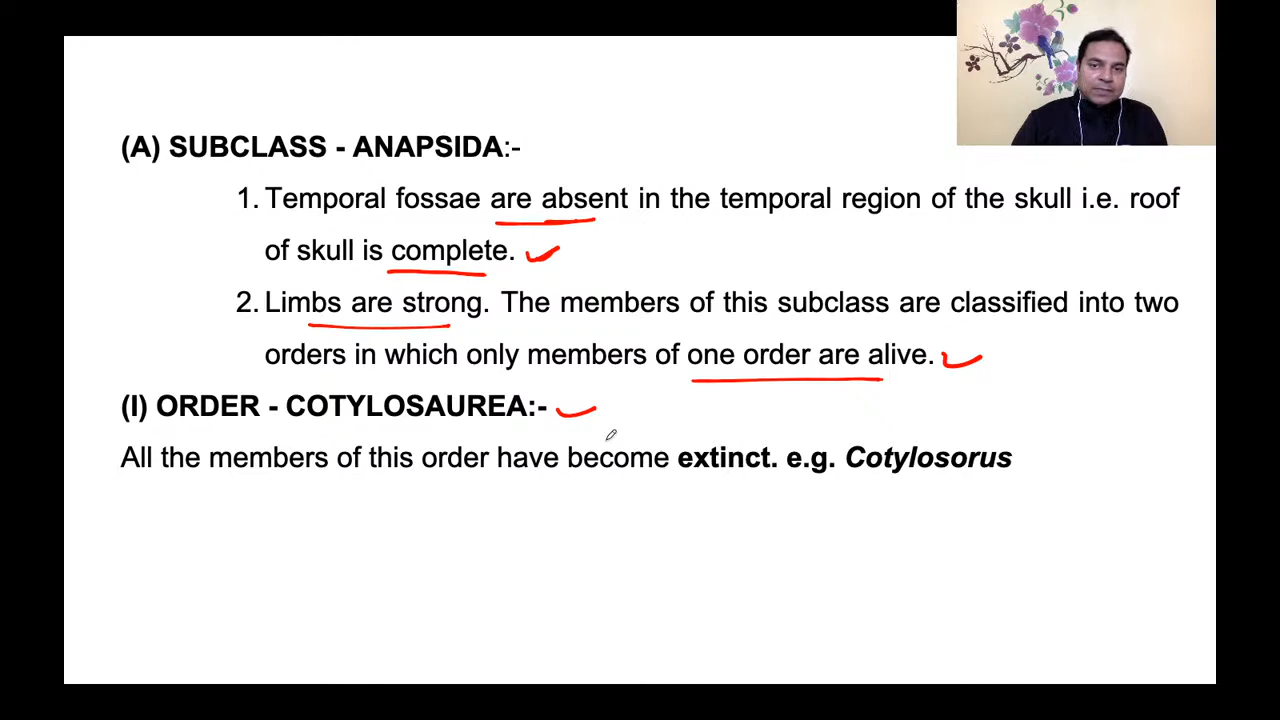 (A) SUBCLASS - ANAPSIDA:-
1. Temporal fossae are absent in the temporal region of the skull i.e. roof
of skull is complete.
2. Limbs are strong. The members of this subclass are classified into two
orders in which only members of one order are alive.
(I) ORDER - COTYLOSAUREA:-
All the members of this order have become extinct. e.g. Cotylosorus